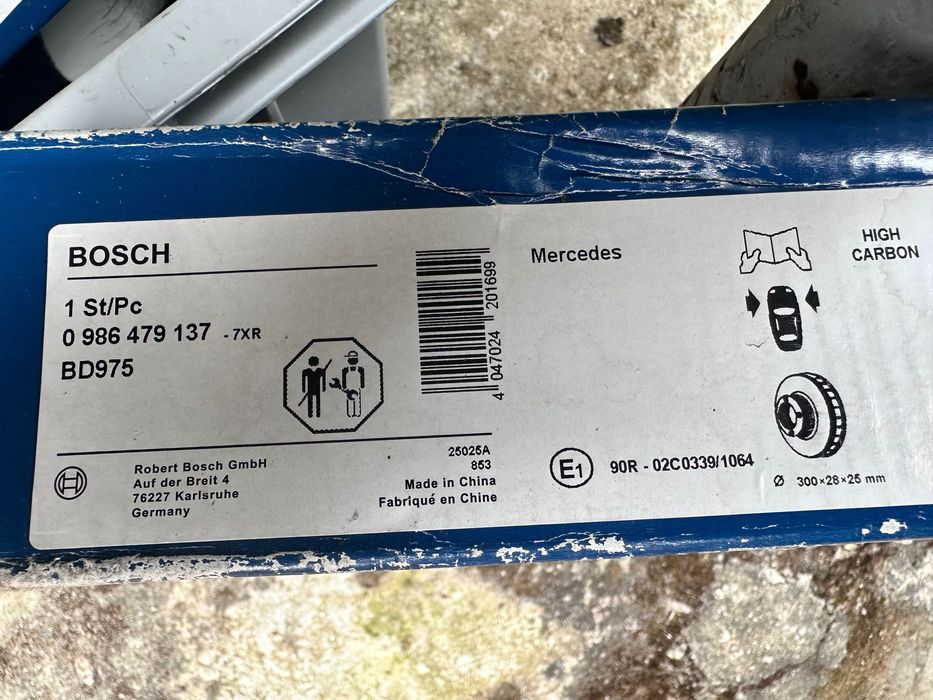 BOSCH
1 St/Pc
0 986 479 137 - 7XR
BD975
Robert Bosch GmbH
Auf der Breit 4
76227 Karlsruhe
Germany
25025A
853
Made in China
Fabriqué en Chine
4 047024 201699
Mercedes
HIGH
CARBON
E1 90R - 02C0339/1064
Ø 300×28×25 mm